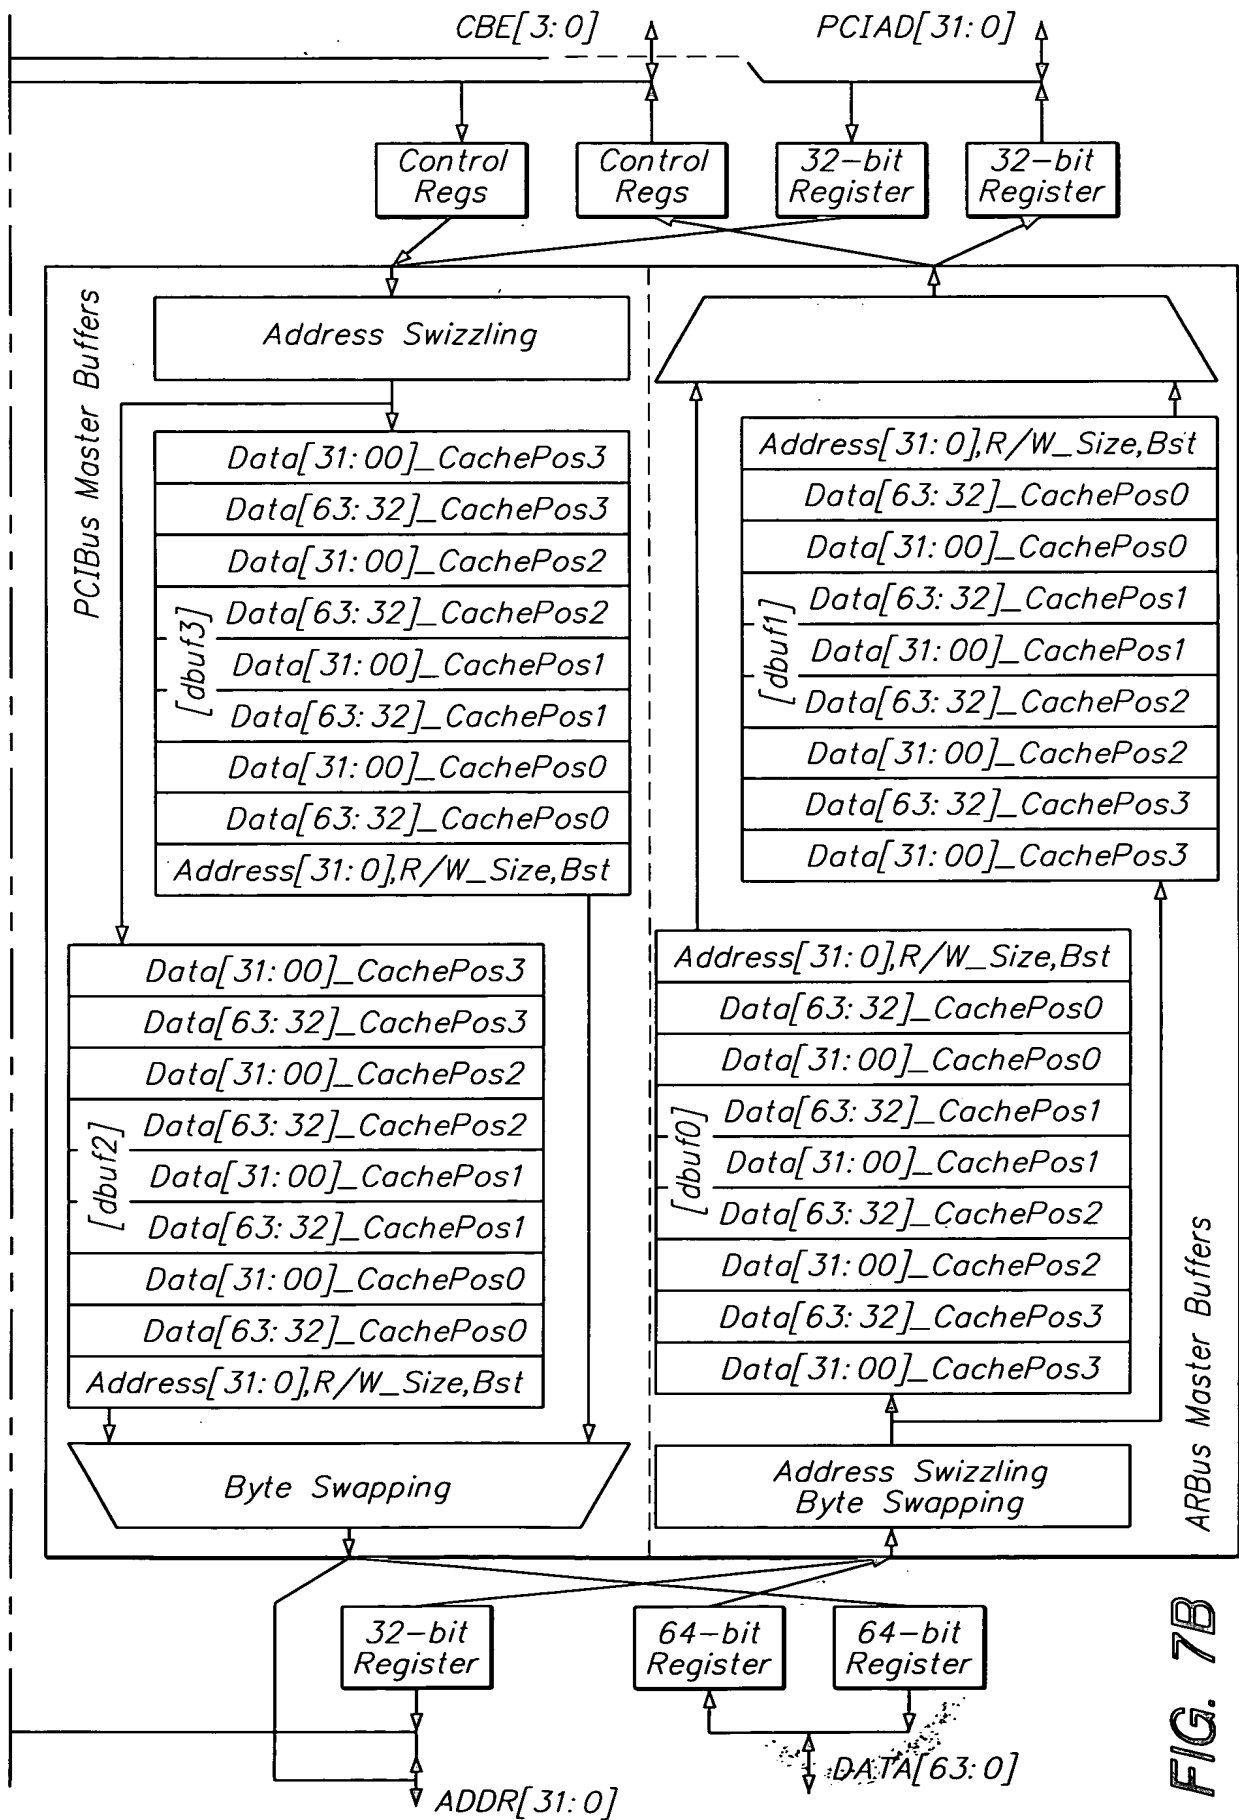 CBE[3:0]
PCIAD[31:0]
Control
Regs
Control
Regs
32-bit
Register
32-bit
Register
PCIBus Master Buffers
Address Swizzling
Data[31:00]_CachePos3
Data[63:32]_CachePos3
Data[31:00]_CachePos2
Data[63:32]_CachePos2
[dbuf3]
Data[31:00]_CachePos1
Data[63:32]_CachePos1
Data[31:00]_CachePos0
Data[63:32]_CachePos0
Address[31:0],R/W_Size,Bst
Address[31:0],R/W_Size,Bst
Data[63:32]_CachePos0
Data[31:00]_CachePos0
Data[63:32]_CachePos1
[dbuf1]
Data[31:00]_CachePos1
Data[63:32]_CachePos2
Data[31:00]_CachePos2
Data[63:32]_CachePos3
Data[31:00]_CachePos3
Data[31:00]_CachePos3
Data[63:32]_CachePos3
Data[31:00]_CachePos2
Data[63:32]_CachePos2
[dbuf2]
Data[31:00]_CachePos1
Data[63:32]_CachePos1
Data[31:00]_CachePos0
Data[63:32]_CachePos0
Address[31:0],R/W_Size,Bst
Address[31:0],R/W_Size,Bst
Data[63:32]_CachePos0
Data[31:00]_CachePos0
Data[63:32]_CachePos1
[dbuf0]
Data[31:00]_CachePos1
Data[63:32]_CachePos2
Data[31:00]_CachePos2
Data[63:32]_CachePos3
Data[31:00]_CachePos3
Byte Swapping
Address Swizzling
Byte Swapping
ARBus Master Buffers
32-bit
Register
64-bit
Register
64-bit
Register
ADDR[31:0]
DATA[63:0]
FIG. 7B